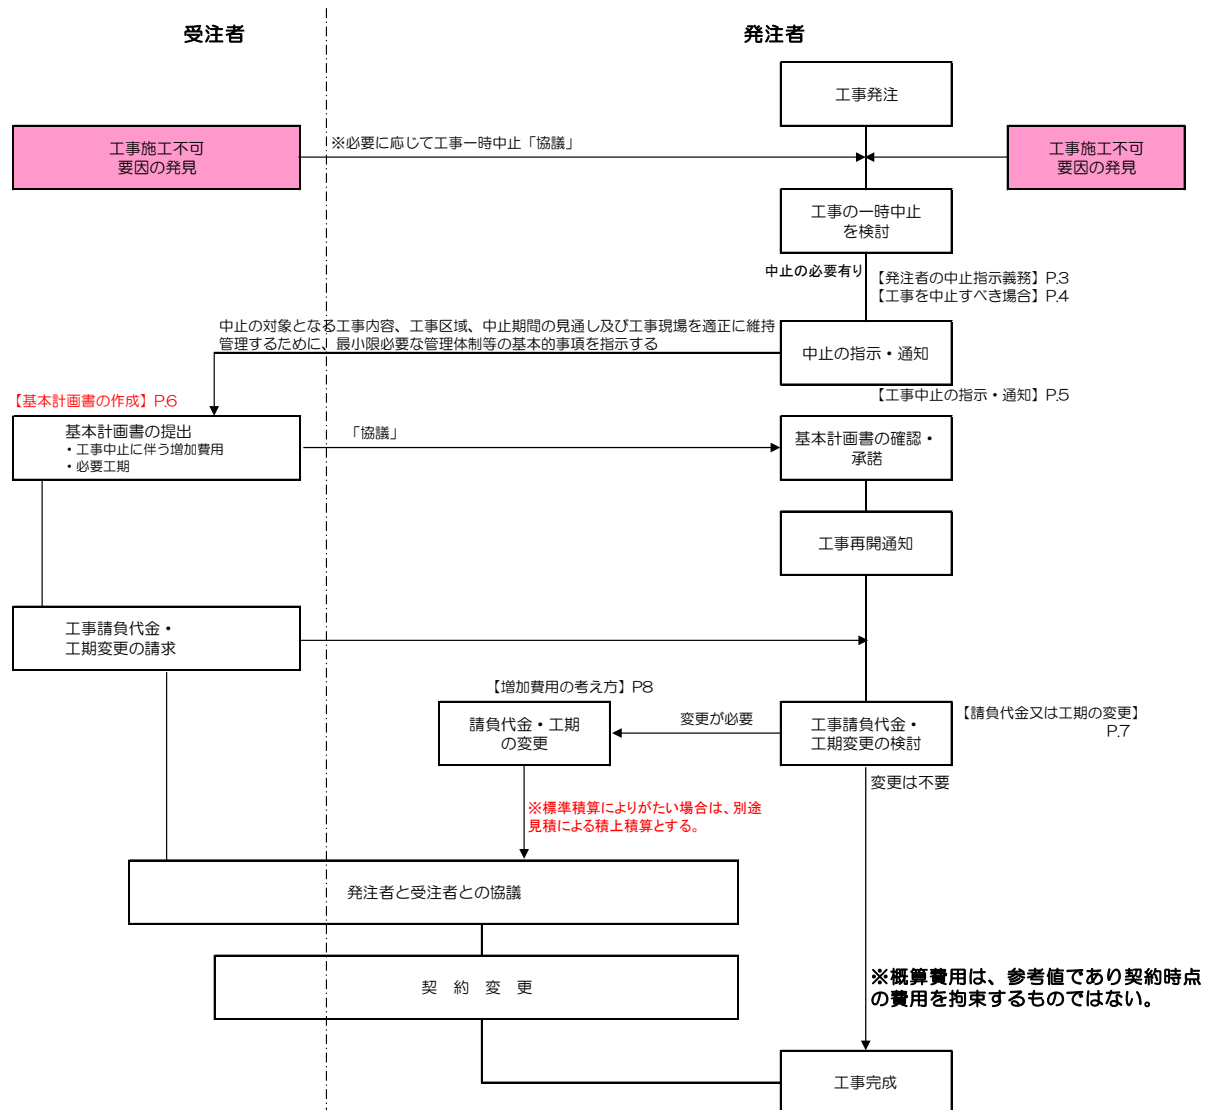 受注者
発注者
工事発注
工事施工不可
要因の発見
※必要に応じて工事一時中止「協議」
工事施工不可
要因の発見
工事の一時中止
を検討
中止の必要有り
【発注者の中止指示義務】P.3
【工事を中止すべき場合】P.4
中止の対象となる工事内容、工事区域、中止期間の見通し及び工事現場を適正に維持
管理するために、最小限必要な管理体制等の基本的事項を指示する
中止の指示・通知
【工事中止の指示・通知】P.5
【基本計画書の作成】P.6
基本計画書の提出
・工事中止に伴う増加費用
・必要工期
「協議」
基本計画書の確認・
承諾
工事再開通知
工事請負代金・
工期変更の請求
【増加費用の考え方】P8
請負代金・工期
の変更
変更が必要
工事請負代金・
工期変更の検討
【請負代金又は工期の変更】
P.7
変更は不要
※標準積算によりがたい場合は、別途
見積による積上積算とする。
発注者と受注者との協議
契 約 変 更
※概算費用は、参考値であり契約時点
の費用を拘束するものではない。
工事完成